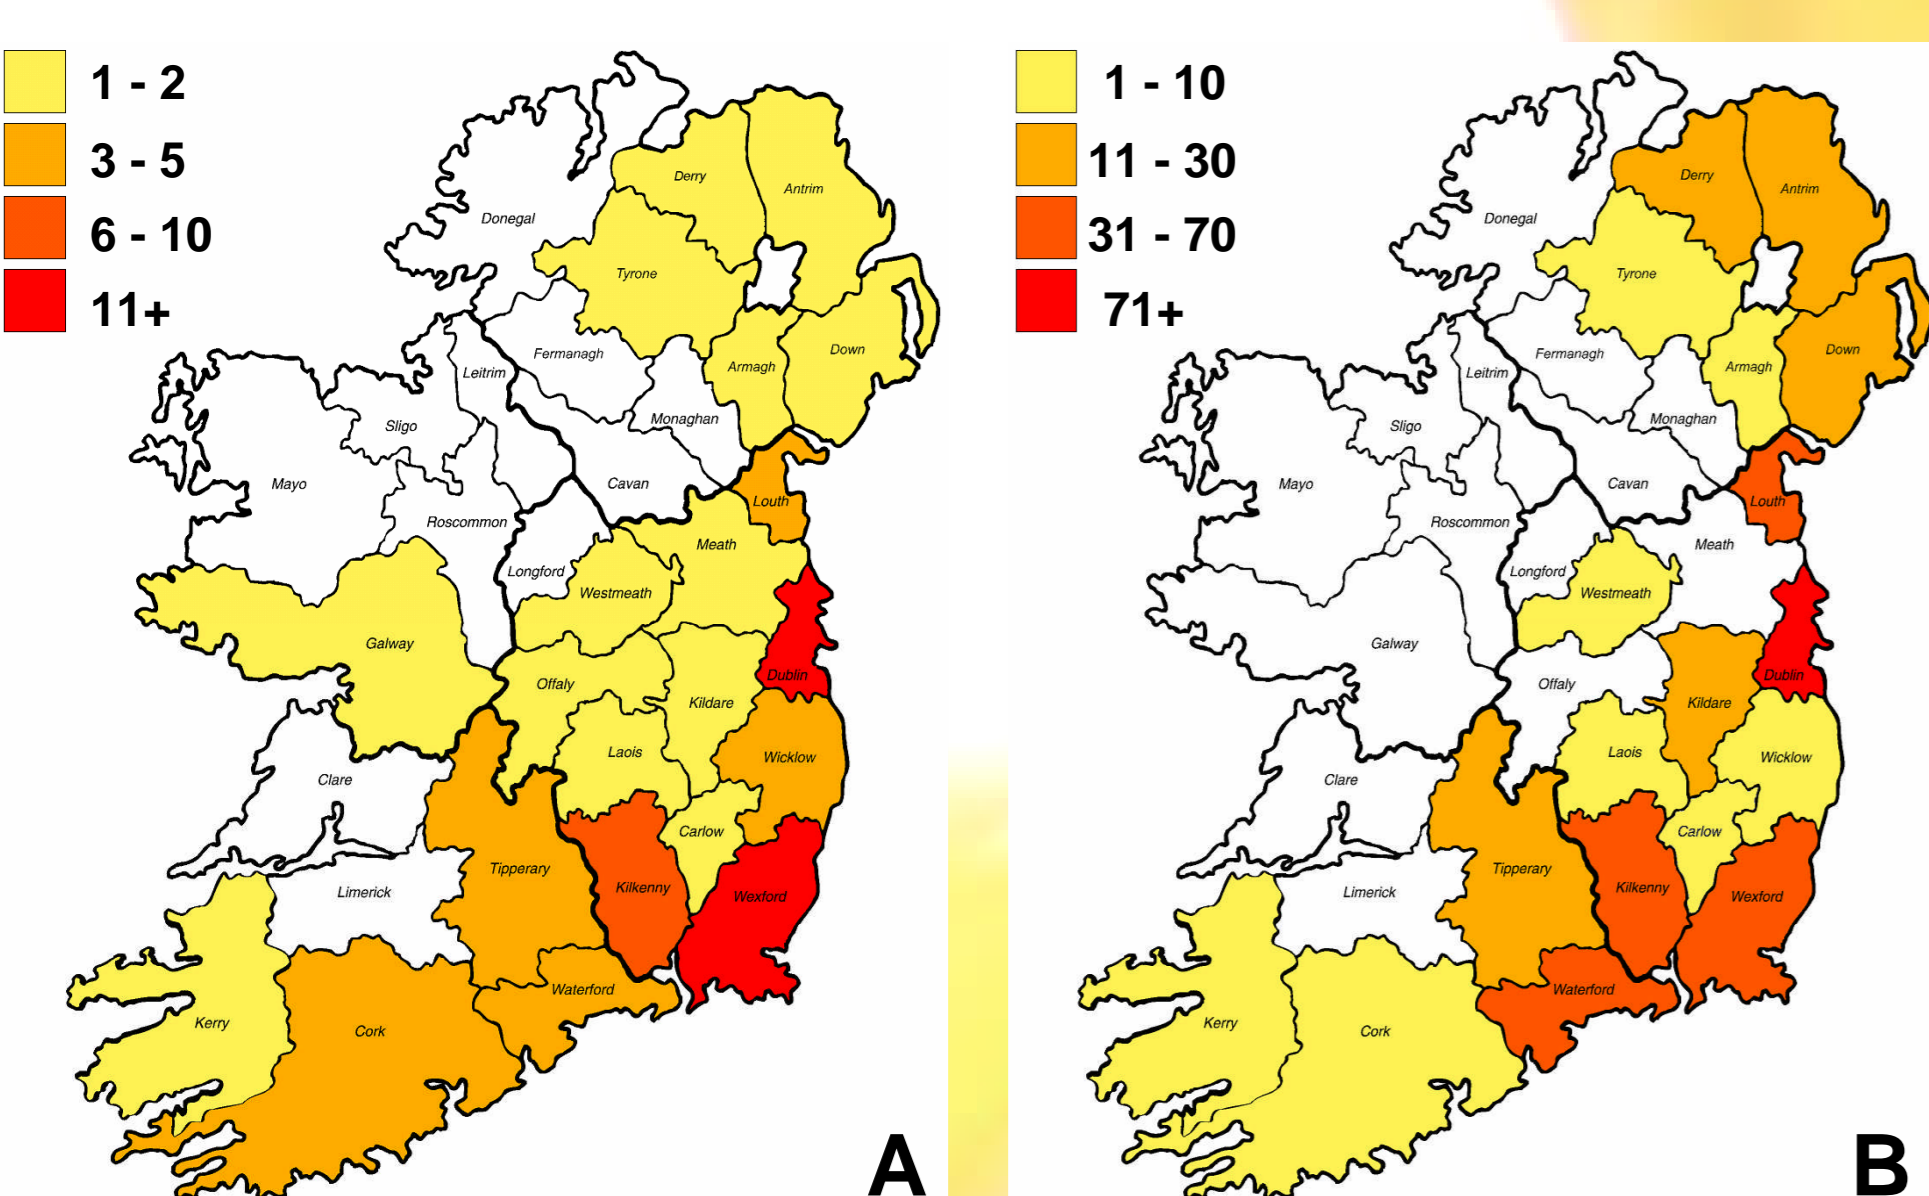 1 - 2
3 - 5
6 - 10
11+
Donegal
Derry
Antrim
Tyrone
Fermanagh
Armagh
Down
Leitrim
Monaghan
Sligo
Cavan
Mayo
Louth
Roscommon
Meath
Longford
Westmeath
Galway
Offaly
Dublin
Kildare
Laois
Wicklow
Clare
Carlow
Tipperary
Kilkenny
Wexford
Limerick
Waterford
Kerry
Cork
A
1 - 10
11 - 30
31 - 70
71+
Donegal
Derry
Antrim
Tyrone
Fermanagh
Armagh
Down
Leitrim
Monaghan
Sligo
Cavan
Mayo
Louth
Roscommon
Meath
Longford
Westmeath
Galway
Offaly
Dublin
Kildare
Laois
Wicklow
Clare
Carlow
Tipperary
Kilkenny
Wexford
Limerick
Waterford
Kerry
Cork
B